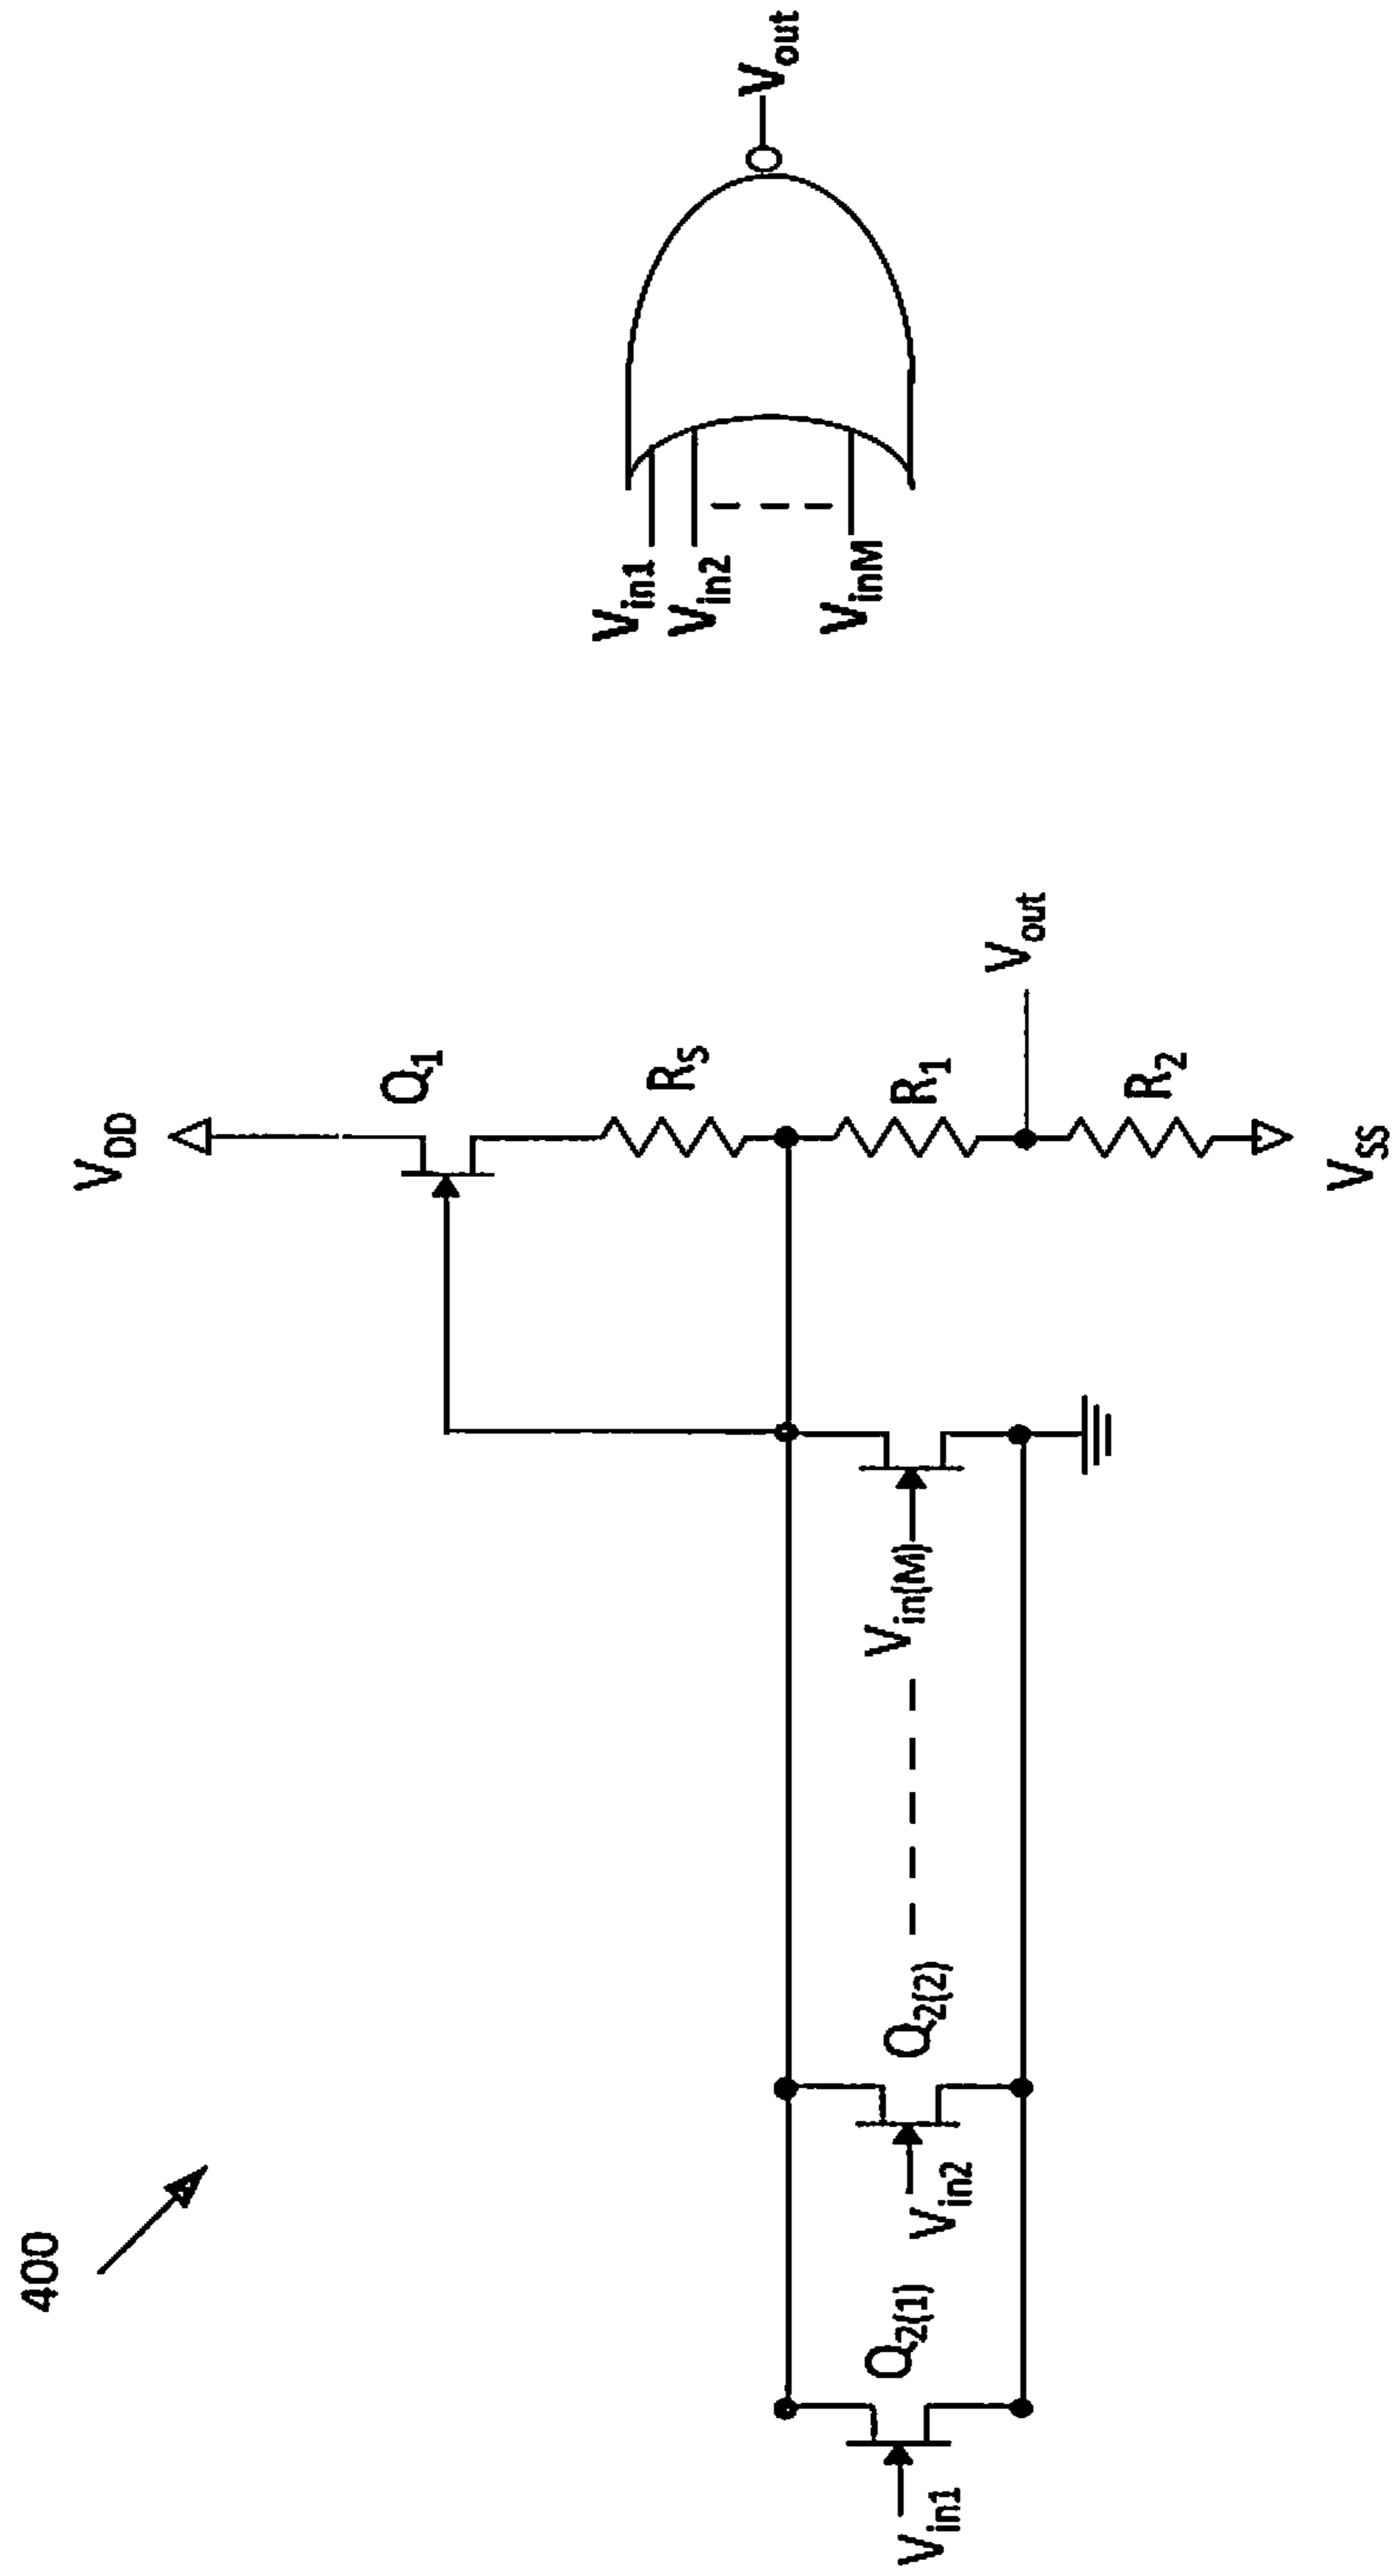 400
V_DD
Q_1
R_S
R_1
V_out
R_2
V_SS
V_in1
Q_2(1)
V_in2
Q_2(2)
V_in(M)
V_in1
V_in2
V_inM
V_out